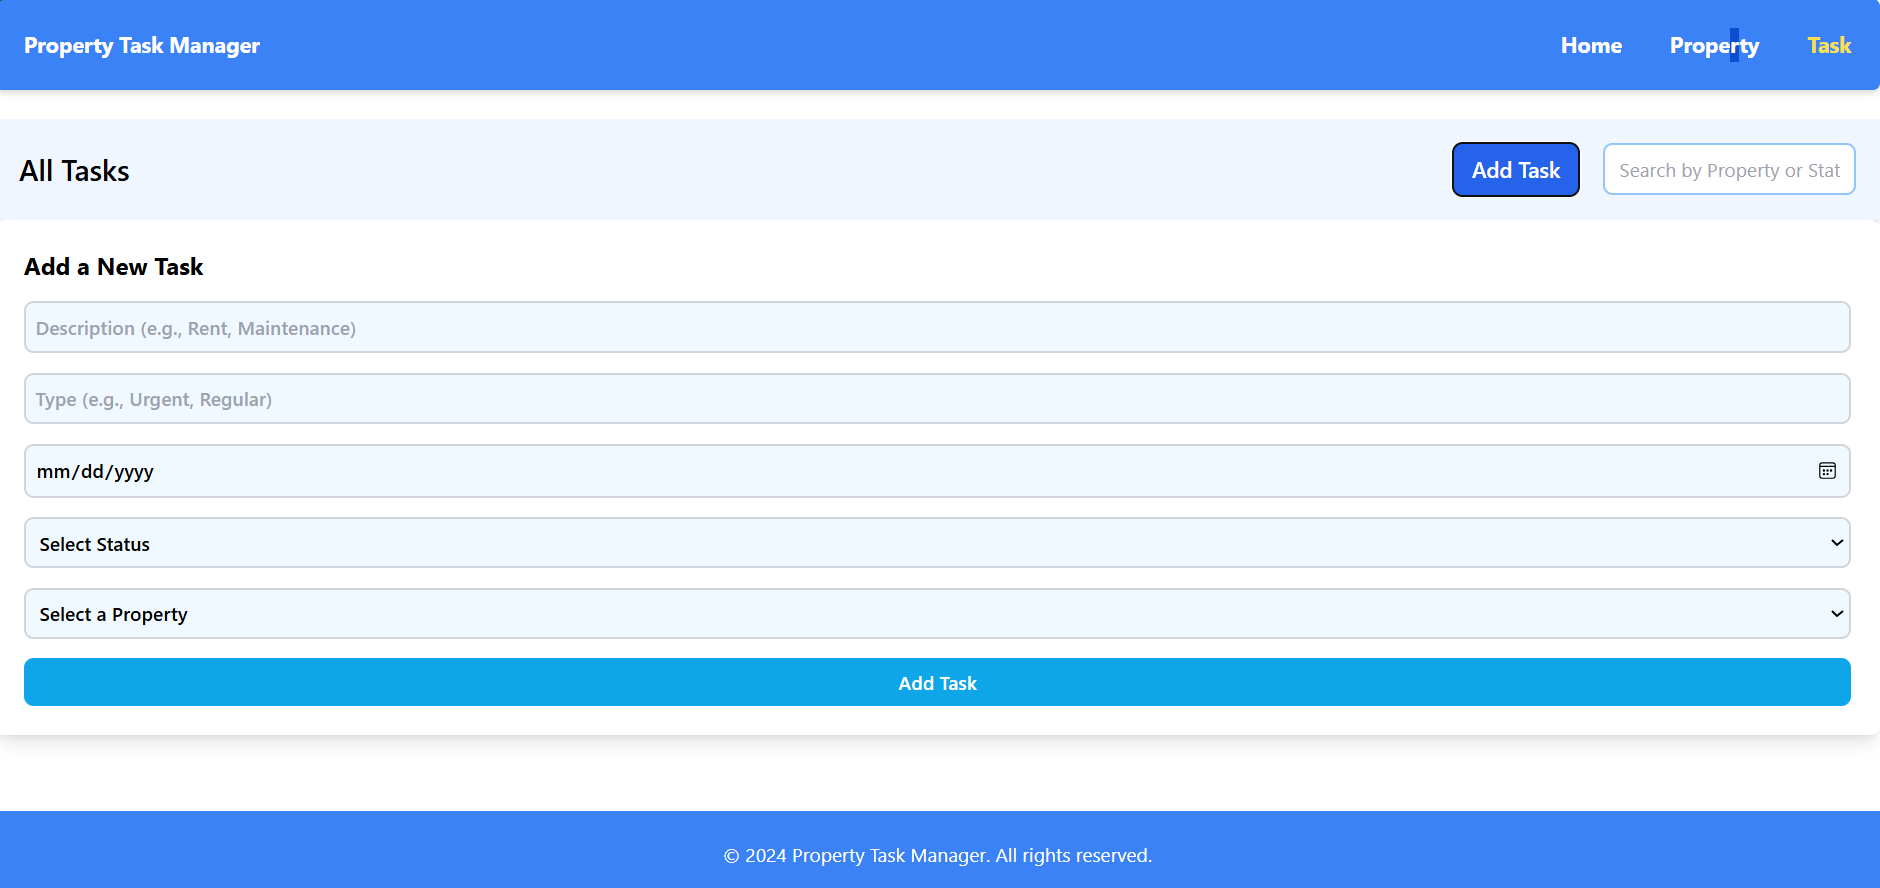 Property Task Manager
Home
Property
Task
All Tasks
Add Task
Search by Property or Stat
Add a New Task
Description (e.g., Rent, Maintenance)
Type (e.g., Urgent, Regular)
mm/dd/yyyy
Select Status
Select a Property
Add Task
© 2024 Property Task Manager. All rights reserved.